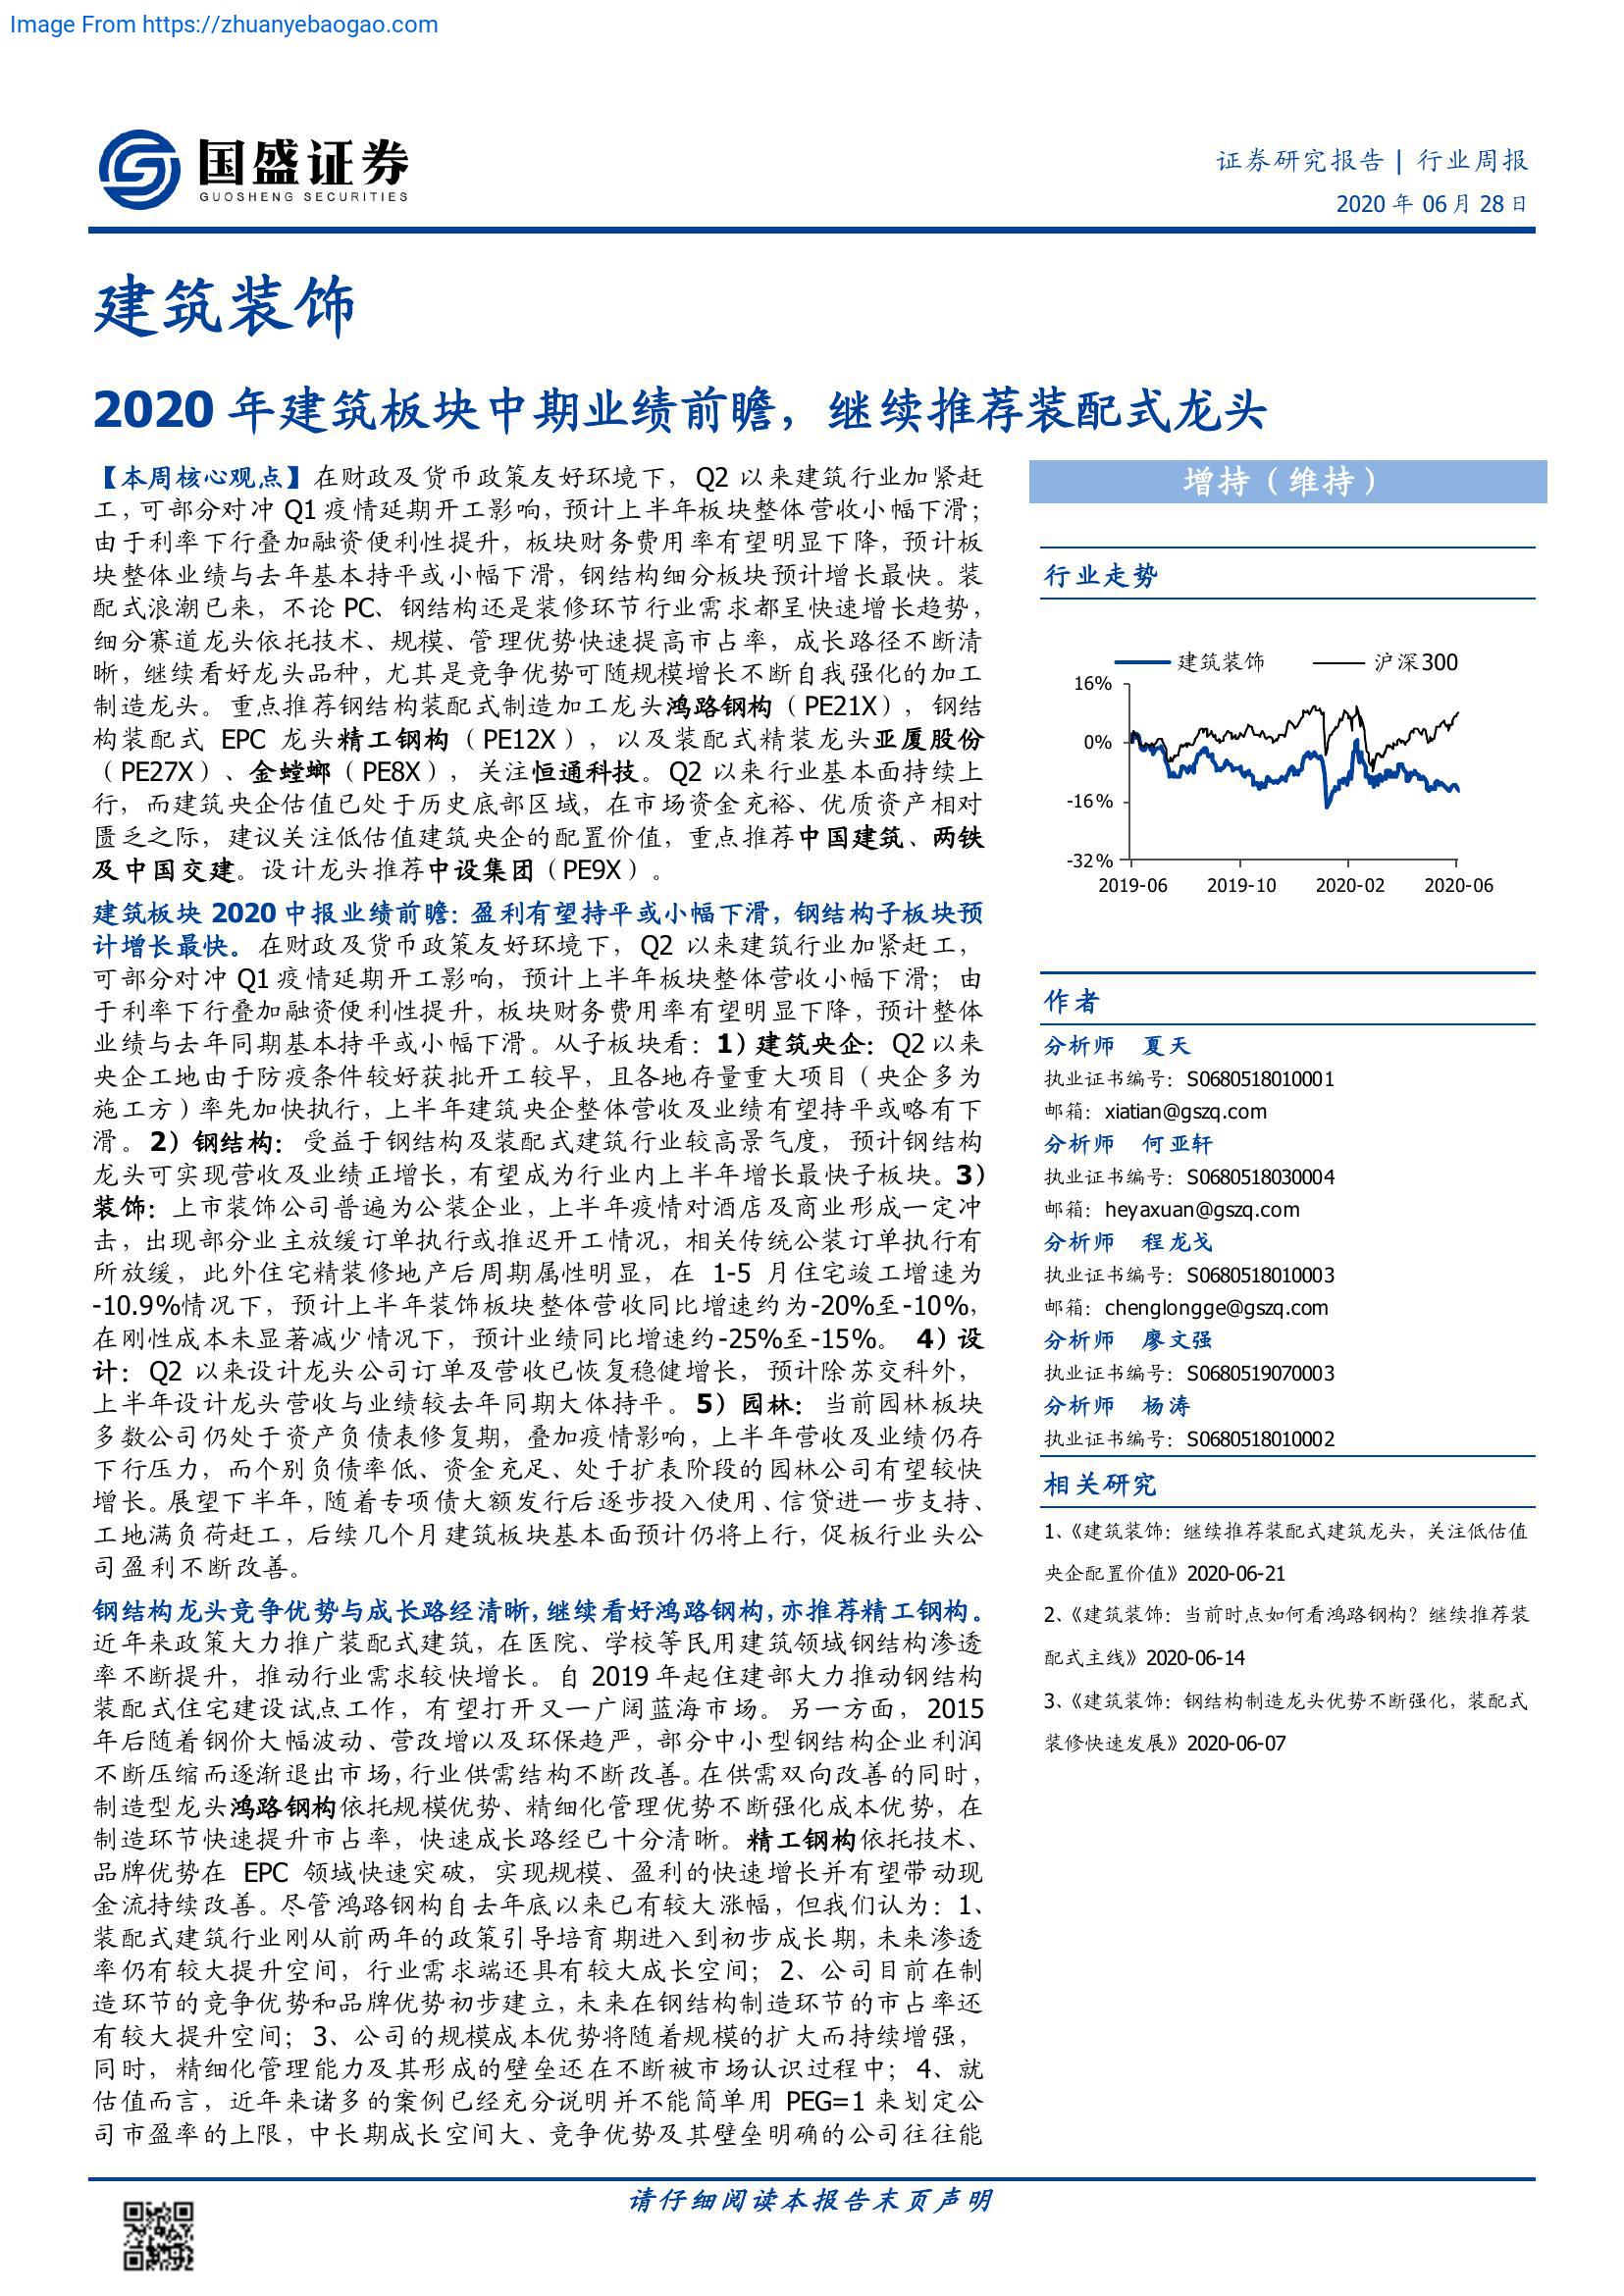 Image From https://zhuanyebaogao.com
国盛证券
GUOSHENG SECURITIES
证券研究报告 | 行业周报
2020 年 06月 28 日
建筑装饰
2020 年建筑板块中期业绩前瞻，继续推荐装配式龙头
【本周核心观点】在财政及货币政策友好环境下，Q2 以来建筑行业加紧赶
工，可部分对冲 Q1 疫情延期开工影响，预计上半年板块整体营收小幅下滑；
由于利率下行叠加融资便利性提升，板块财务费用率有望明显下降，预计板
块整体业绩与去年基本持平或小幅下滑，钢结构细分板块预计增长最快。装
配式浪潮已来，不论 PC、钢结构还是装修环节行业需求都呈快速增长趋势，
细分赛道龙头依托技术、规模、管理优势快速提高市占率，成长路径不断清
晰，继续看好龙头品种，尤其是竞争优势可随规模增长不断自我强化的加工
制造龙头。重点推荐钢结构装配式制造加工龙头鸿路钢构（PE21X），钢结
构装配式 EPC 龙头精工钢构（PE12X），以及装配式精装龙头亚厦股份
（PE27X）、金螳螂（PE8X），关注恒通科技。Q2 以来行业基本面持续上
行，而建筑央企估值已处于历史底部区域，在市场资金充裕、优质资产相对
匮乏之际，建议关注低估值建筑央企的配置价值，重点推荐中国建筑、两铁
及中国交建。设计龙头推荐中设集团（PE9X）。
建筑板块 2020 中报业绩前瞻：盈利有望持平或小幅下滑，钢结构子板块预
计增长最快。在财政及货币政策友好环境下，Q2 以来建筑行业加紧赶工，
可部分对冲 Q1 疫情延期开工影响，预计上半年板块整体营收小幅下滑；由
于利率下行叠加融资便利性提升，板块财务费用率有望明显下降，预计整体
业绩与去年同期基本持平或小幅下滑。从子板块看：1）建筑央企：Q2 以来
央企工地由于防疫条件较好获批开工较早，且各地存量重大项目（央企多为
施工方）率先加快执行，上半年建筑央企整体营收及业绩有望持平或略有下
滑。2）钢结构：受益于钢结构及装配式建筑行业较高景气度，预计钢结构
龙头可实现营收及业绩正增长，有望成为行业内上半年增长最快子板块。3）
装饰：上市装饰公司普遍为公装企业，上半年疫情对酒店及商业形成一定冲
击，出现部分业主放缓订单执行或推迟开工情况，相关传统公装订单执行有
所放缓，此外住宅精装修地产后周期属性明显，在 1-5 月住宅竣工增速为
-10.9%情况下，预计上半年装饰板块整体营收同比增速约为-20%至-10%，
在刚性成本未显著减少情况下，预计业绩同比增速约-25%至-15%。4）设
计：Q2 以来设计龙头公司订单及营收已恢复稳健增长，预计除苏交科外，
上半年设计龙头营收与业绩较去年同期大体持平。5）园林：当前园林板块
多数公司仍处于资产负债表修复期，叠加疫情影响，上半年营收及业绩仍存
下行压力，而个别负债率低、资金充足、处于扩表阶段的园林公司有望较快
增长。展望下半年，随着专项债大额发行后逐步投入使用、信贷进一步支持、
工地满负荷赶工，后续几个月建筑板块基本面预计仍将上行，促板行业头公
司盈利不断改善。
钢结构龙头竞争优势与成长路经清晰，继续看好鸿路钢构，亦推荐精工钢构。
近年来政策大力推广装配式建筑，在医院、学校等民用建筑领域钢结构渗透
率不断提升，推动行业需求较快增长。自 2019 年起住建部大力推动钢结构
装配式住宅建设试点工作，有望打开又一广阔蓝海市场。另一方面，2015
年后随着钢价大幅波动、营改增以及环保趋严，部分中小型钢结构企业利润
不断压缩而逐渐退出市场，行业供需结构不断改善。在供需双向改善的同时，
制造型龙头鸿路钢构依托规模优势、精细化管理优势不断强化成本优势，在
制造环节快速提升市占率，快速成长路经已十分清晰。精工钢构依托技术、
品牌优势在 EPC 领域快速突破，实现规模、盈利的快速增长并有望带动现
金流持续改善。尽管鸿路钢构自去年底以来已有较大涨幅，但我们认为：1、
装配式建筑行业刚从前两年的政策引导培育期进入到初步成长期，未来渗透
率仍有较大提升空间，行业需求端还具有较大成长空间；2、公司目前在制
造环节的竞争优势和品牌优势初步建立，未来在钢结构制造环节的市占率还
有较大提升空间；3、公司的规模成本优势将随着规模的扩大而持续增强，
同时，精细化管理能力及其形成的壁垒还在不断被市场认识过程中；4、就
估值而言，近年来诸多的案例已经充分说明并不能简单用 PEG=1 来划定公
司市盈率的上限，中长期成长空间大、竞争优势及其壁垒明确的公司往往能
增持（维持）
行业走势
建筑装饰 沪深300
16%
0%
-16%
-32%
2019-06 2019-10 2020-02 2020-06
作者
分析师 夏天
执业证书编号：S0680518010001
邮箱：xiatian@gszq.com
分析师 何亚轩
执业证书编号：S0680518030004
邮箱：heyaxuan@gszq.com
分析师 程龙戈
执业证书编号：S0680518010003
邮箱：chenglongge@gszq.com
分析师 廖文强
执业证书编号：S0680519070003
分析师 杨涛
执业证书编号：S0680518010002
相关研究
1、《建筑装饰：继续推荐装配式建筑龙头，关注低估值
央企配置价值》2020-06-21
2、《建筑装饰：当前时点如何看鸿路钢构？继续推荐装
配式主线》2020-06-14
3、《建筑装饰：钢结构制造龙头优势不断强化，装配式
装修快速发展》2020-06-07
请仔细阅读本报告末页声明